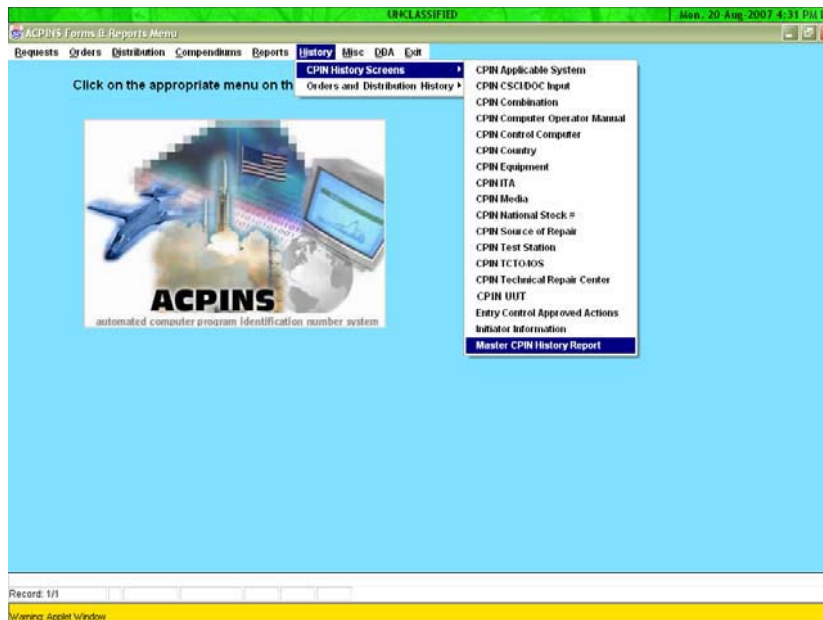 UNCLASSIFIED
Mon. 20-Aug-2007 4:31 PM
ACPINS Forms & Reports Menu
Requests Orders Distribution Compendiums Reports History Misc DBA Exit
CPIN History Screens
Orders and Distribution History
Click on the appropriate menu on th
CPIN Applicable System
CPIN CSCI/DOC Input
CPIN Combination
CPIN Computer Operator Manual
CPIN Control Computer
CPIN Country
CPIN Equipment
CPIN ITA
CPIN Media
CPIN National Stock #
CPIN Source of Repair
CPIN Test Station
CPIN TCTO-IOS
CPIN Technical Repair Center
CPIN UUT
Entry Control Approved Actions
Initiator Information
Master CPIN History Report
ACPINS
automated computer program identification number system
Record: 1/1
Warning: Applet Window